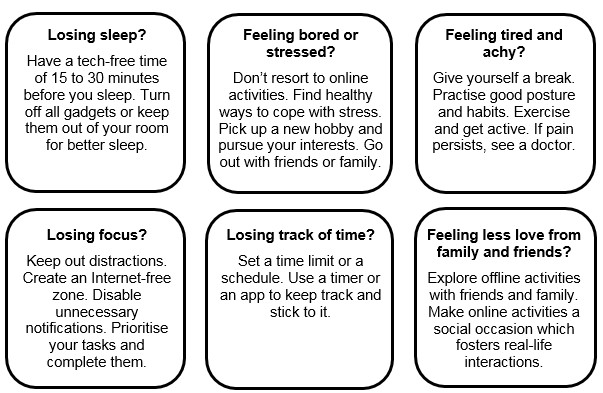 Losing sleep?
Have a tech-free time
of 15 to 30 minutes
before you sleep. Turn
off all gadgets or keep
them out of your room
for better sleep.
Feeling bored or
stressed?
Don’t resort to online
activities. Find healthy
ways to cope with stress.
Pick up a new hobby and
pursue your interests. Go
out with friends or family.
Feeling tired and
achy?
Give yourself a break.
Practise good posture
and habits. Exercise
and get active. If pain
persists, see a doctor.
Losing focus?
Keep out distractions.
Create an Internet-free
zone. Disable
unnecessary
notifications. Prioritise
your tasks and
complete them.
Losing track of time?
Set a time limit or a
schedule. Use a timer or
an app to keep track and
stick to it.
Feeling less love from
family and friends?
Explore offline activities
with friends and family.
Make online activities a
social occasion which
fosters real-life
interactions.